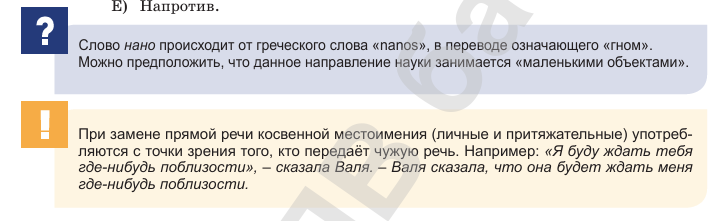 Е) Напротив.
?
Слово нано происходит от греческого слова «nanos», в переводе означающего «гном».
Можно предположить, что данное направление науки занимается «маленькими объектами».
!
При замене прямой речи косвенной местоимения (личные и притяжательные) употреб-
ляются с точки зрения того, кто передаёт чужую речь. Например: «Я буду ждать тебя
где-нибудь поблизости», – сказала Валя. – Валя сказала, что она будет ждать меня
где-нибудь поблизости.